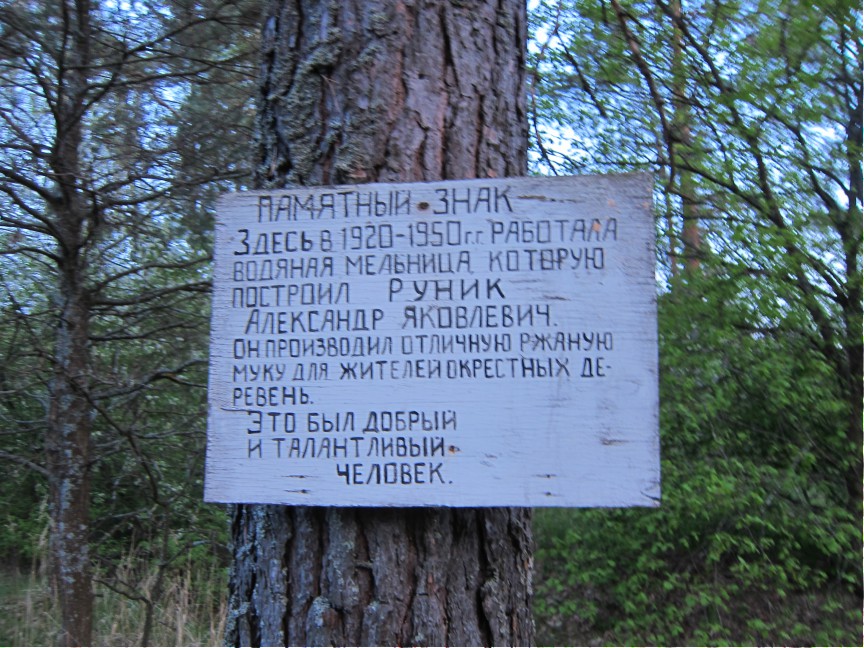 ПАМЯТНЫЙ ЗНАК
ЗДЕСЬ В 1920-1950г.г. РАБОТАЛА
ВОДЯНАЯ МЕЛЬНИЦА, КОТОРУЮ
ПОСТРОИЛ РУНИК
АЛЕКСАНДР ЯКОВЛЕВИЧ.
ОН ПРОИЗВОДИЛ ОТЛИЧНУЮ РЖАНУЮ
МУКУ ДЛЯ ЖИТЕЛЕЙ ОКРЕСТНЫХ ДЕ-
РЕВЕНЬ.
ЭТО БЫЛ ДОБРЫЙ
И ТАЛАНТЛИВЫЙ
ЧЕЛОВЕК.